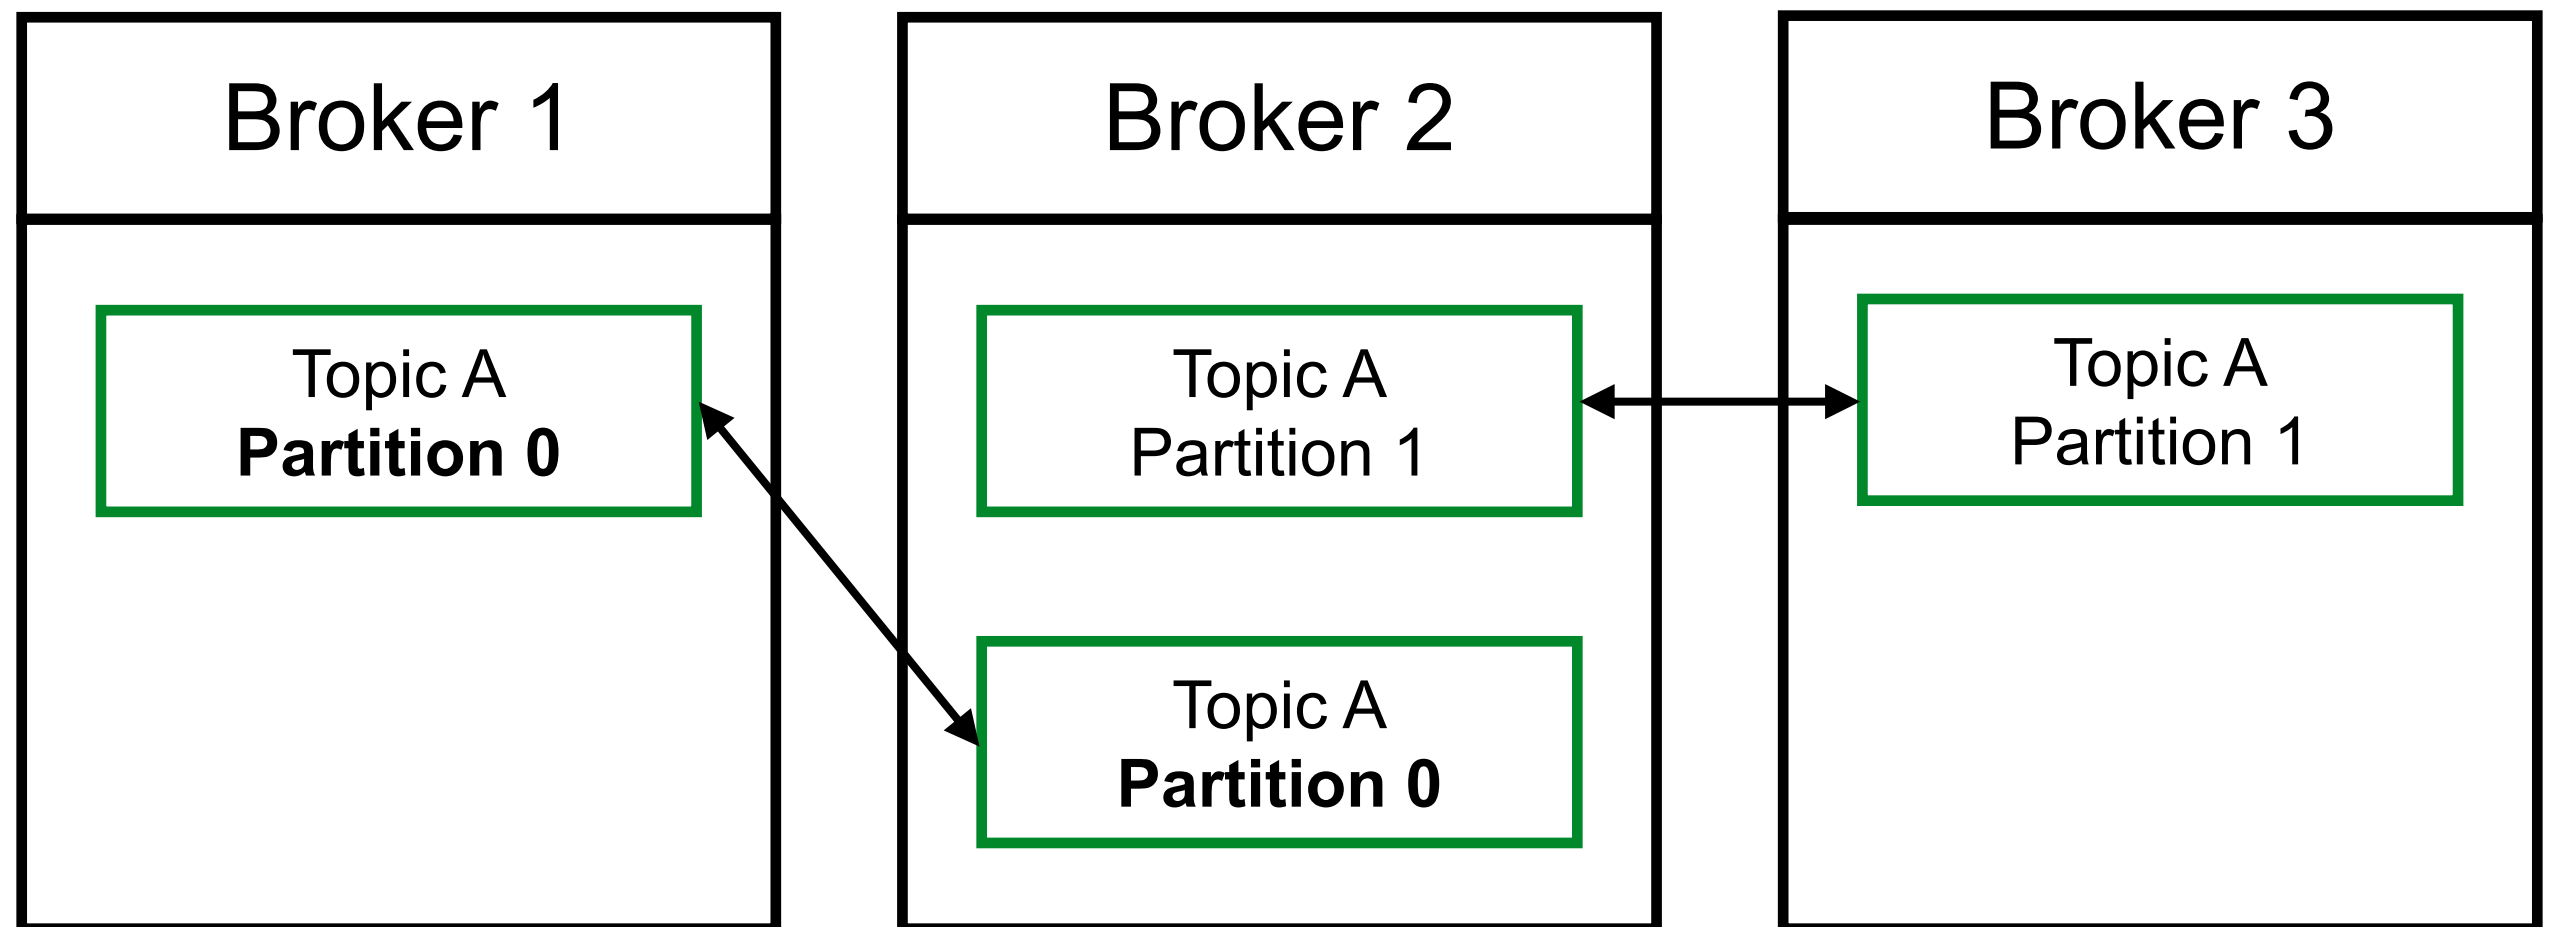 Broker 1
Broker 2
Broker 3
Topic A
Partition 0
Topic A
Partition 1
Topic A
Partition 1
Topic A
Partition 0